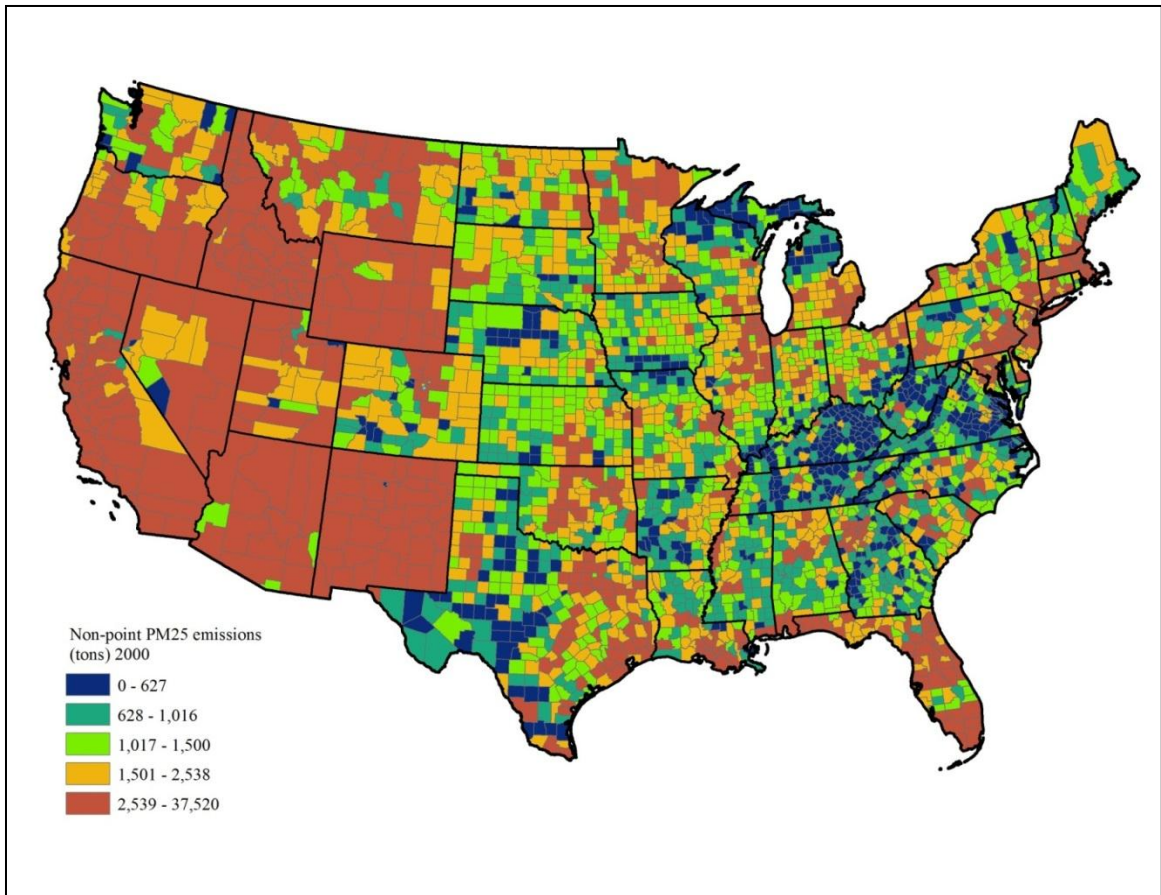 Non-point PM25 emissions
(tons) 2000
0 - 627
628 - 1,016
1,017 - 1,500
1,501 - 2,538
2,539 - 37,520